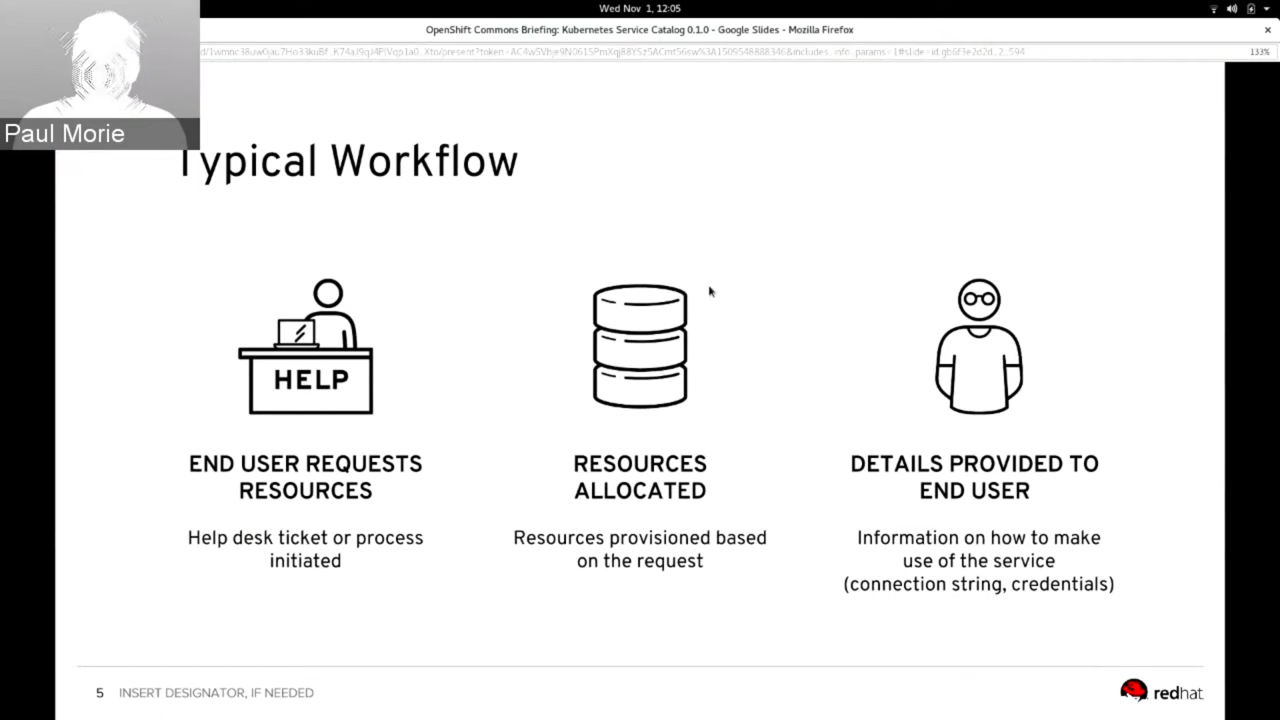 Wed Nov 1, 12:05
OpenShift Commons Briefing: Kubernetes Service Catalog 0.1.0 - Google Slides - Mozilla Firefox
133%
Paul Morie
Typical Workflow
HELP
END USER REQUESTS
RESOURCES
Help desk ticket or process
initiated
RESOURCES
ALLOCATED
Resources provisioned based
on the request
DETAILS PROVIDED TO
END USER
Information on how to make
use of the service
(connection string, credentials)
5 INSERT DESIGNATOR, IF NEEDED
redhat